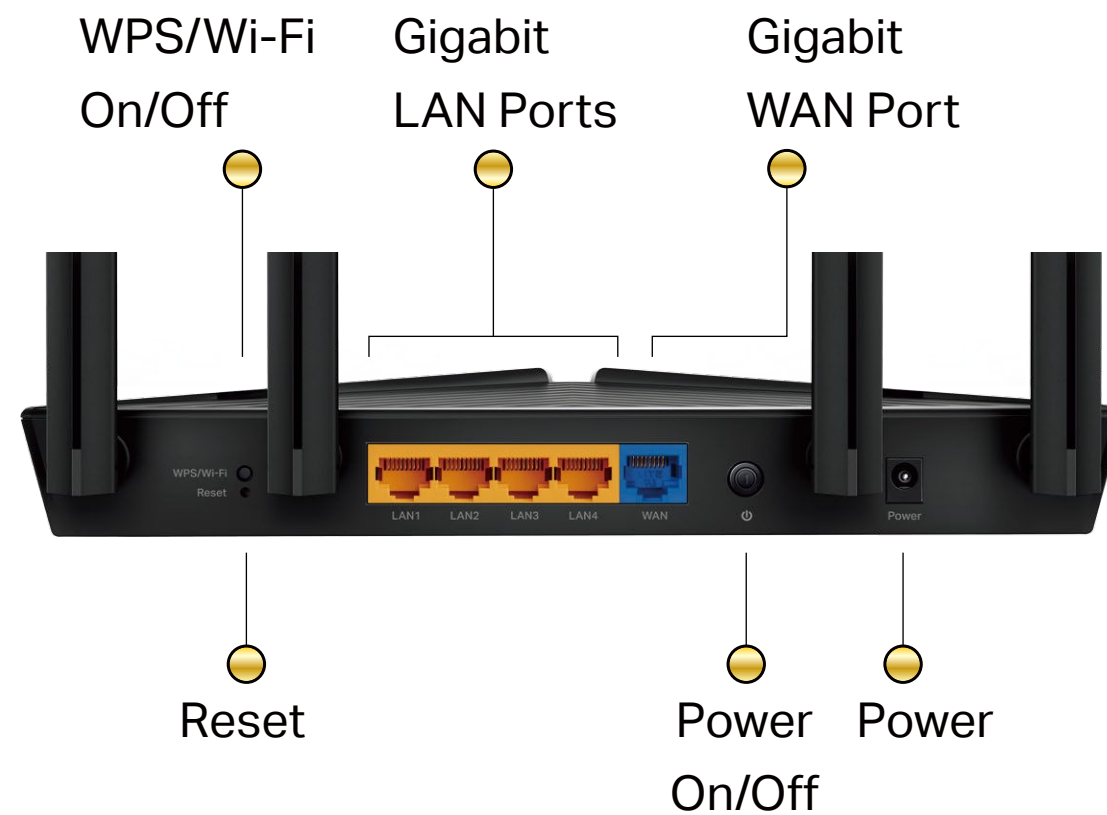 WPS/Wi-Fi
On/Off
Gigabit
LAN Ports
Gigabit
WAN Port
WPS/Wi-Fi
Reset
LAN1
LAN2
LAN3
LAN4
WAN
Power
Reset
Power
On/Off
Power